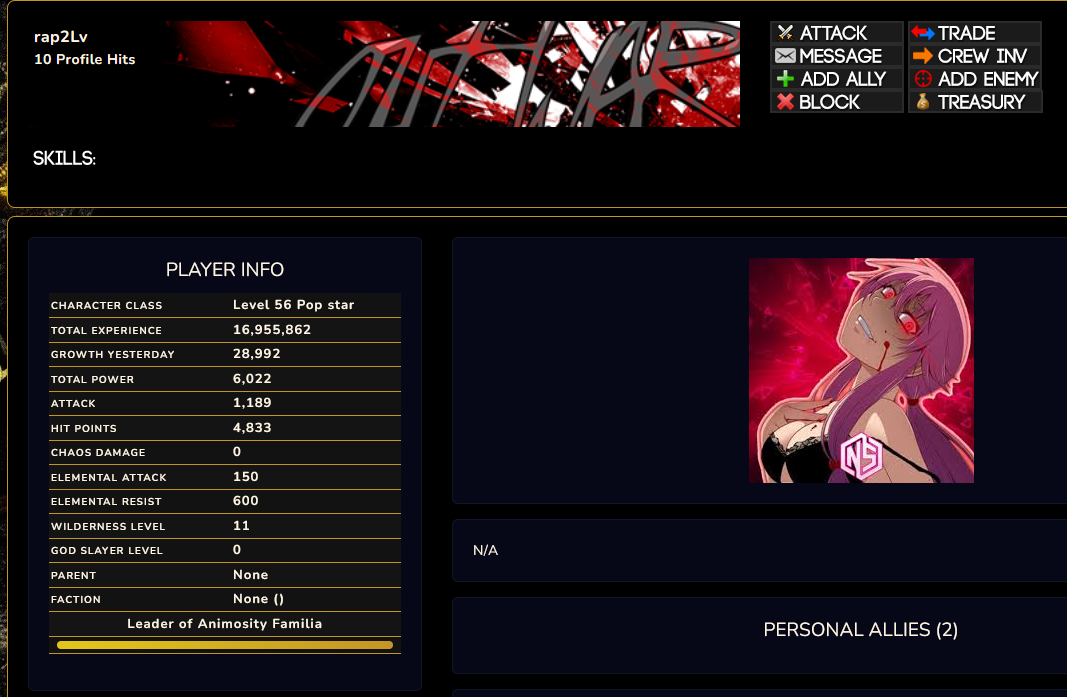 rap2Lv
10 Profile Hits
ATTACK
TRADE
MESSAGE
CREW INV
ADD ALLY
ADD ENEMY
BLOCK
TREASURY
SKILLS:
PLAYER INFO
CHARACTER CLASS Level 56 Pop star
TOTAL EXPERIENCE 16,955,862
GROWTH YESTERDAY 28,992
TOTAL POWER 6,022
ATTACK 1,189
HIT POINTS 4,833
CHAOS DAMAGE 0
ELEMENTAL ATTACK 150
ELEMENTAL RESIST 600
WILDERNESS LEVEL 11
GOD SLAYER LEVEL 0
PARENT None
FACTION None ()
Leader of Animosity Familia
NS
N/A
PERSONAL ALLIES (2)